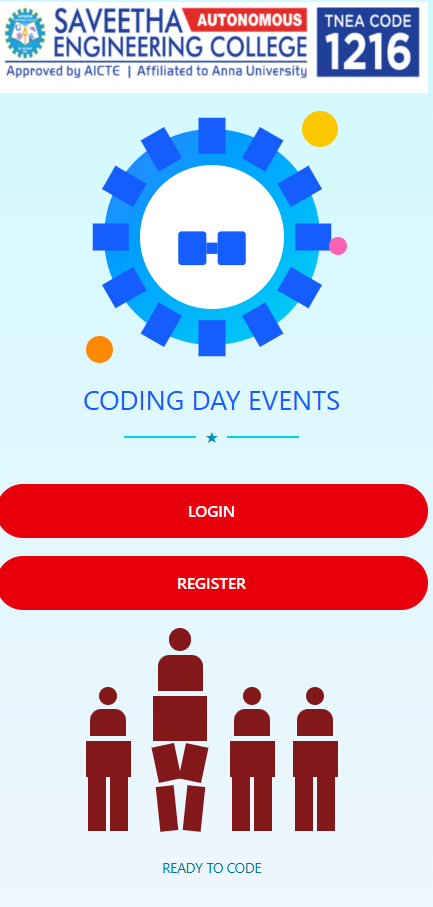 SAVEETHA AUTONOMOUS
ENGINEERING COLLEGE
Approved by AICTE | Affiliated to Anna University
TNEA CODE
1216
CODING DAY EVENTS
LOGIN
REGISTER
READY TO CODE